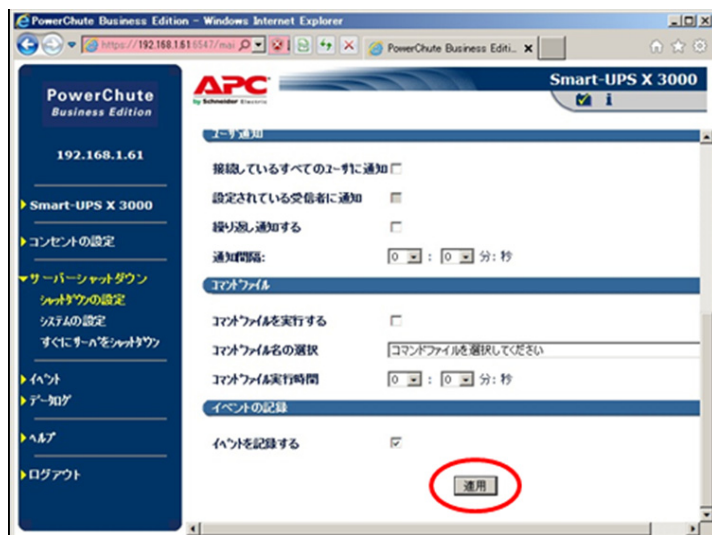 PowerChute Business Edition - Windows Internet Explorer
https://192.168.1.61:6547/mai
PowerChute Business Editi...
PowerChute
Business Edition
192.168.1.61
Smart-UPS X 3000
コンセントの設定
サーバーシャットダウン
シャットダウンの設定
システムの設定
すぐにサーバをシャットダウン
イベント
データログ
ヘルプ
ログアウト
APC
by Schneider Electric
Smart-UPS X 3000
ユーザ通知
接続しているすべてのユーザに通知
設定されている受信者に通知
繰り返し通知する
通知間隔: 0 : 0 分: 秒
コマンドファイル
コマンドファイルを実行する
コマンドファイル名の選択 コマンドファイルを選択してください
コマンドファイル実行時間 0 : 0 分: 秒
イベントの記録
イベントを記録する
適用